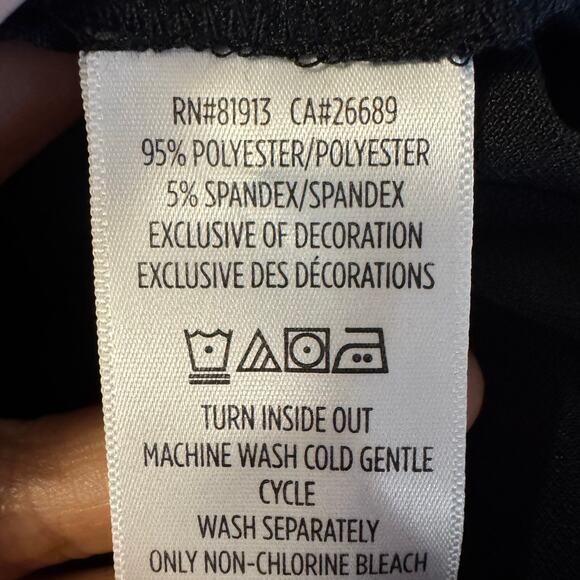 RN#81913 CA#26689
95% POLYESTER/POLYESTER
5% SPANDEX/SPANDEX
EXCLUSIVE OF DECORATION
EXCLUSIVE DES DÉCORATIONS
TURN INSIDE OUT
MACHINE WASH COLD GENTLE
CYCLE
WASH SEPARATELY
ONLY NON-CHLORINE BLEACH